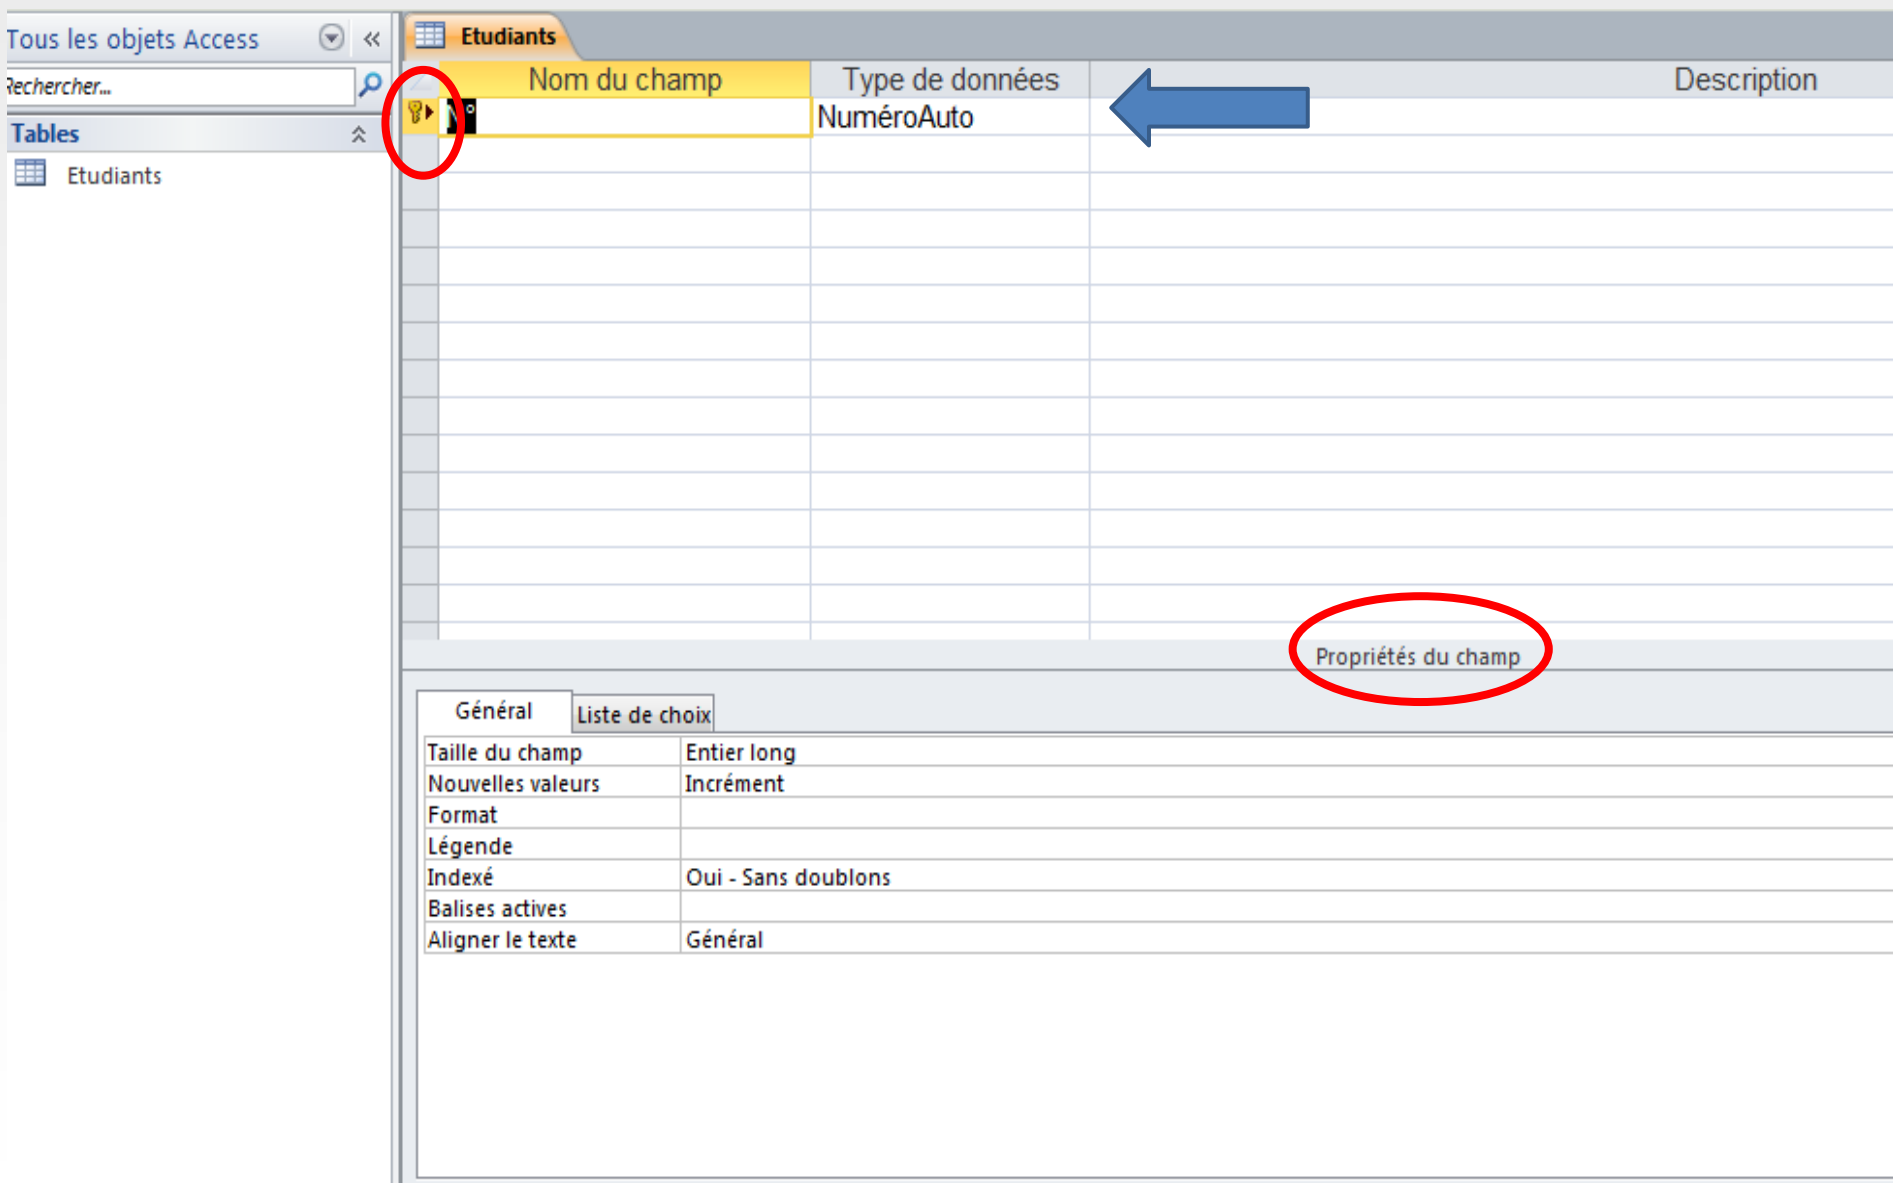 Tous les objets Access
Rechercher...
Tables
Etudiants
Etudiants
Nom du champ Type de données Description
N° NuméroAuto
Propriétés du champ
Général Liste de choix
Taille du champ Entier long
Nouvelles valeurs Incrément
Format
Légende
Indexé Oui - Sans doublons
Balises actives
Aligner le texte Général